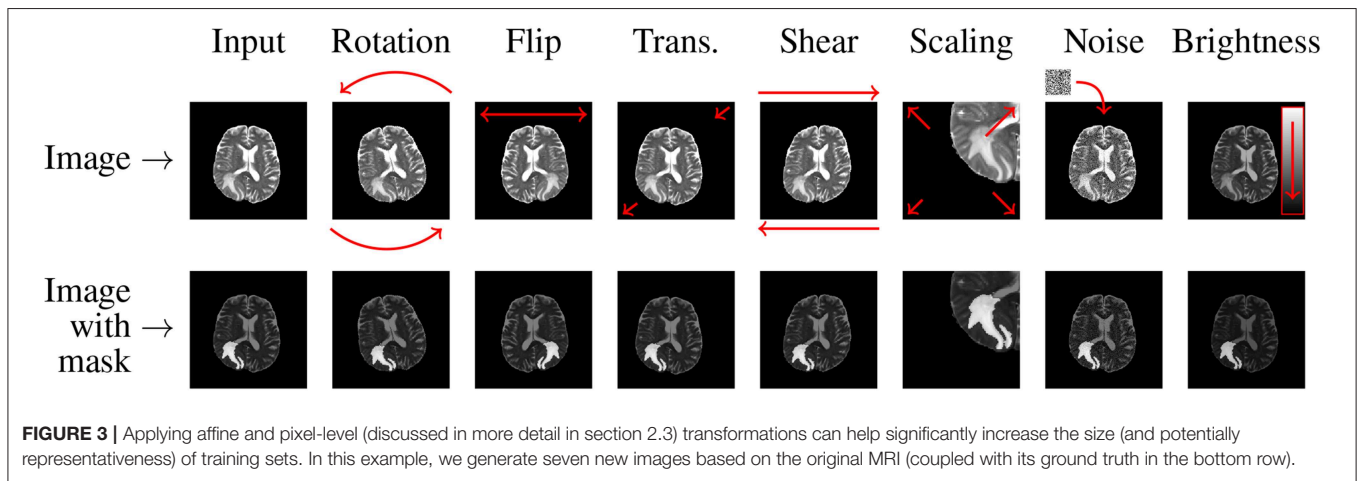 Input Rotation Flip Trans. Shear Scaling Noise Brightness
Image →
Image
with →
mask
FIGURE 3 | Applying affine and pixel-level (discussed in more detail in section 2.3) transformations can help significantly increase the size (and potentially
representativeness) of training sets. In this example, we generate seven new images based on the original MRI (coupled with its ground truth in the bottom row).